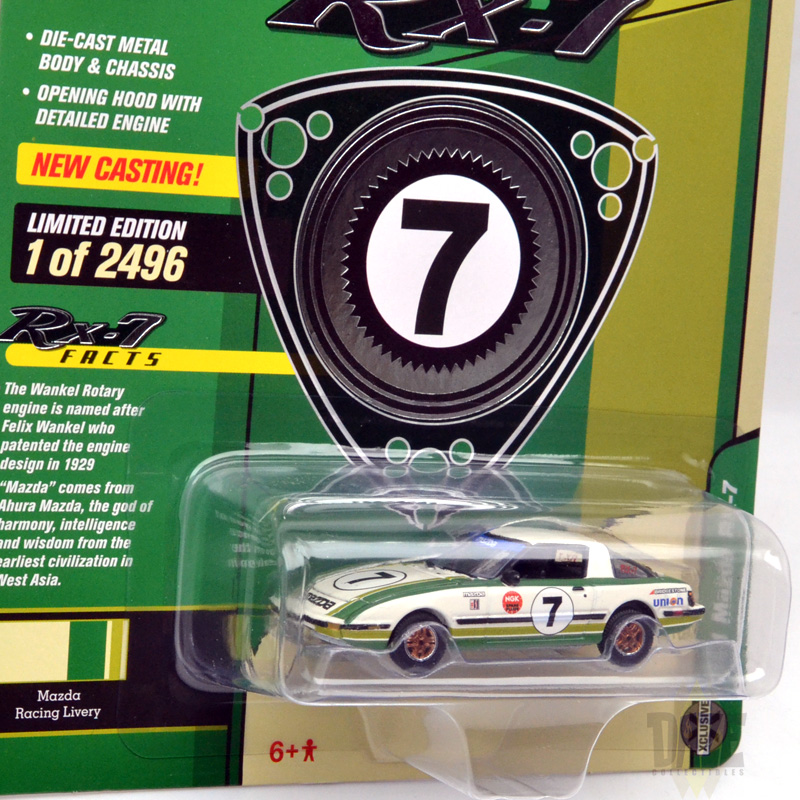 Rx-7
• DIE-CAST METAL
BODY & CHASSIS
• OPENING HOOD WITH
DETAILED ENGINE
NEW CASTING!
LIMITED EDITION
1 of 2496
7
Rx-7
FACTS
The Wankel Rotary
engine is named after
Felix Wankel who
patented the engine
design in 1929
"Mazda" comes from
Ahura Mazda, the god of
harmony, intelligence
and wisdom from the
earliest civilization in
West Asia.
7
mazda
NGK
7
UNION
Mazda
Racing Livery
6+
XCLUSIVE
COLLECTIBLES